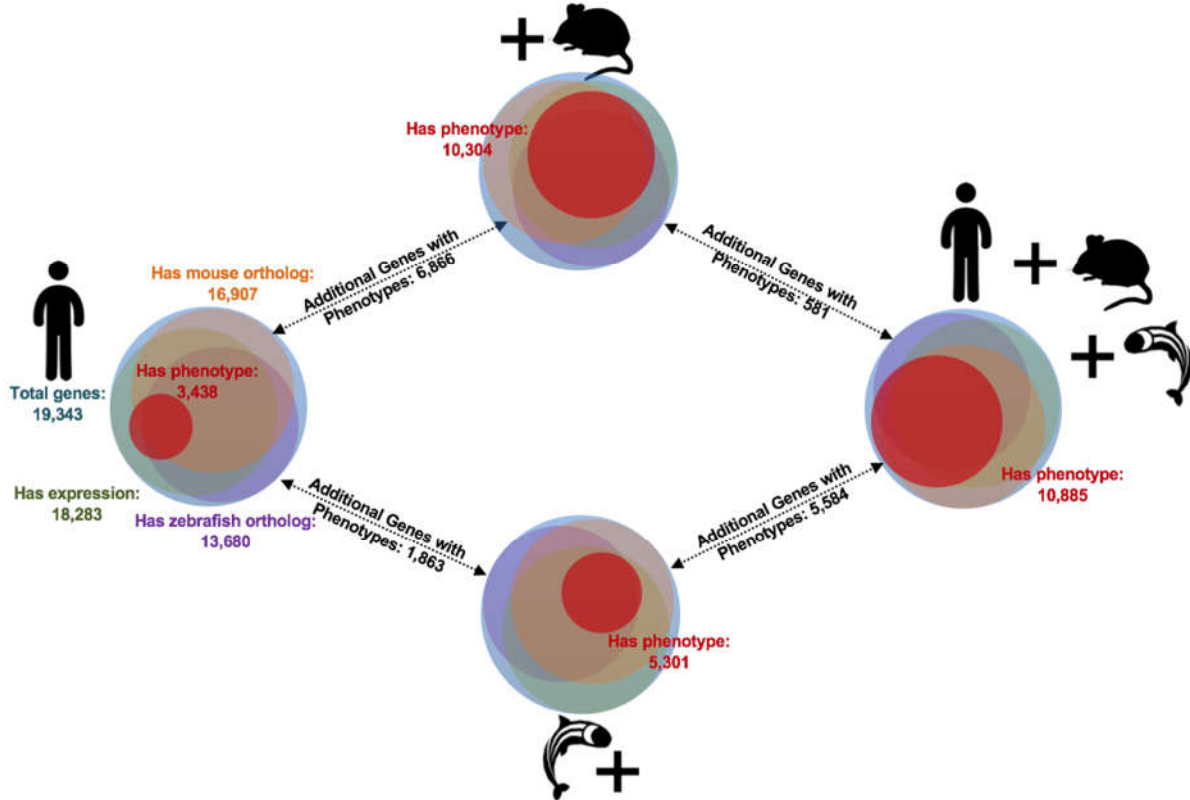 Has phenotype:
10,304
Additional Genes with
Phenotypes: 6,866
Additional Genes with
Phenotypes: 581
Has mouse ortholog:
16,907
Has phenotype:
3,438
Total genes:
19,343
Has expression:
18,283
Has zebrafish ortholog:
13,680
Has phenotype:
10,885
Additional Genes with
Phenotypes: 1,863
Additional Genes with
Phenotypes: 5,584
Has phenotype:
5,301